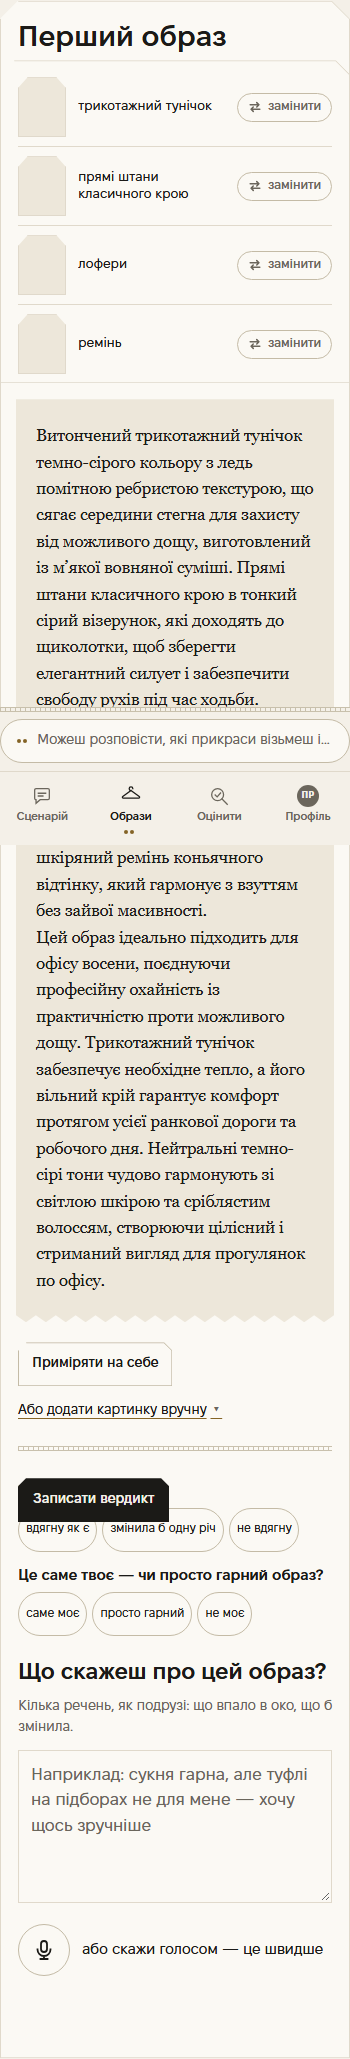 Перший образ
трикотажний тунічок
замінити
прямі штани
класичного крою
замінити
лофери
замінити
ремінь
замінити
Витончений трикотажний тунічок
темно-сірого кольору з ледь
помітною ребристою текстурою, що
сягає середини стегна для захисту
від можливого дощу, виготовлений
із м’якої вовняної суміші. Прямі
штани класичного крою в тонкий
сірий візерунок, які доходять до
щиколотки, щоб зберегти
елегантний силует і забезпечити
свободу рухів під час ходьби.
Можеш розповісти, які прикраси візьмеш і...
Сценарій
Образи
Оцінити
ПР
Профіль
шкіряний ремінь коньячного
відтінку, який гармонує з взуттям
без зайвої масивності.
Цей образ ідеально підходить для
офісу восени, поєднуючи
професійну охайність із
практичністю проти можливого
дощу. Трикотажний тунічок
забезпечує необхідне тепло, а його
вільний крій гарантує комфорт
протягом усієї ранкової дороги та
робочого дня. Нейтральні темно-
сірі тони чудово гармонують зі
світлою шкірою та сріблястим
волоссям, створюючи цілісний і
стриманий вигляд для прогулянок
по офісу.
Приміряти на себе
Або додати картинку вручну
Записати вердикт
вдягну як є
змінила б одну річ
не вдягну
Це саме твоє — чи просто гарний образ?
саме моє
просто гарний
не моє
Що скажеш про цей образ?
Кілька речень, як подрузі: що впало в око, що б
змінила.
Наприклад: сукня гарна, але туфлі
на підборах не для мене — хочу
щось зручніше
або скажи голосом — це швидше